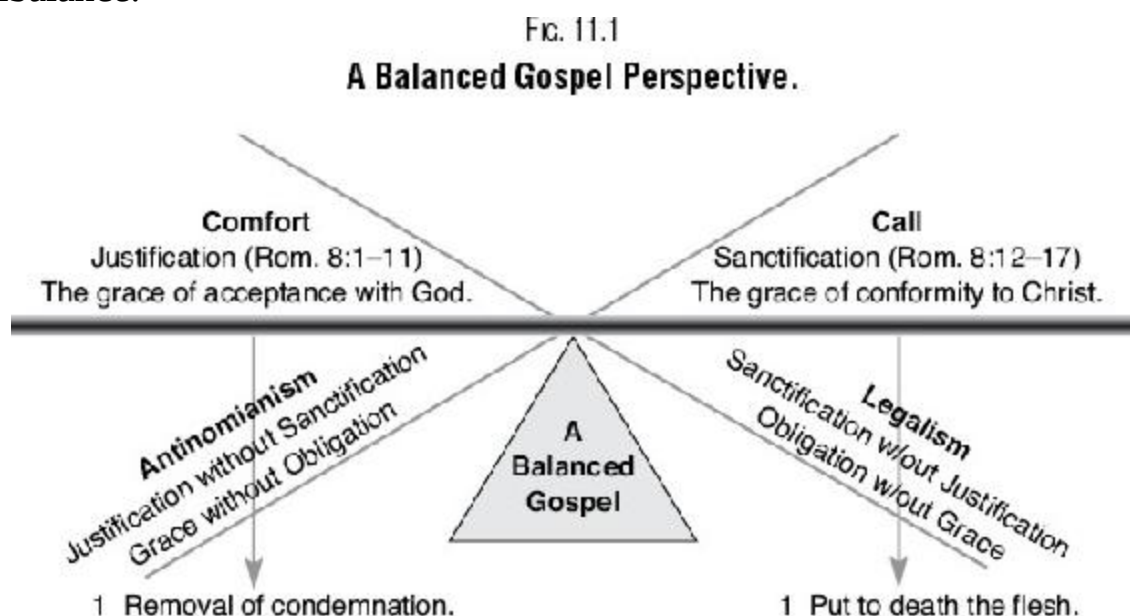 Fig. 11.1
A Balanced Gospel Perspective.
Comfort
Justification (Rom. 8:1–11)
The grace of acceptance with God.
Call
Sanctification (Rom. 8:12–17)
The grace of conformity to Christ.
Antinomianism
Justification without Sanctification
Grace without Obligation
A
Balanced
Gospel
Legalism
Sanctification w/out Justification
Obligation w/out Grace
1 Removal of condemnation.
1 Put to death the flesh.